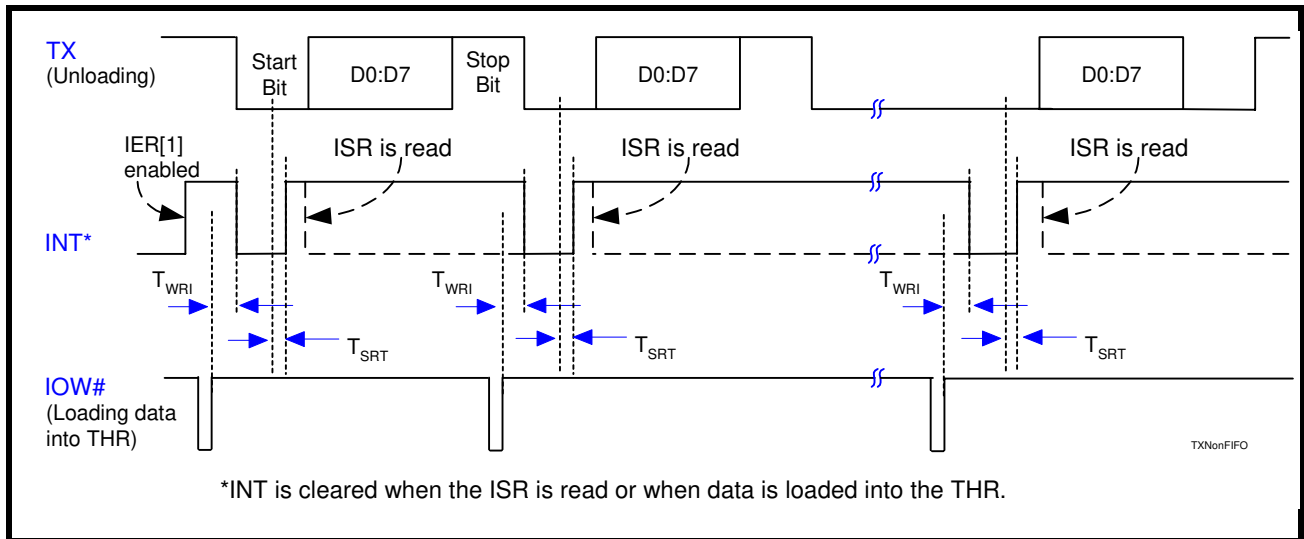 TX
(Unloading)
Start
Bit
D0:D7
Stop
Bit
D0:D7
D0:D7
IER[1]
enabled
ISR is read
ISR is read
ISR is read
INT*
TWRI
TWRI
TWRI
TSRT
TSRT
TSRT
IOW#
(Loading data
into THR)
TXNonFIFO
*INT is cleared when the ISR is read or when data is loaded into the THR.